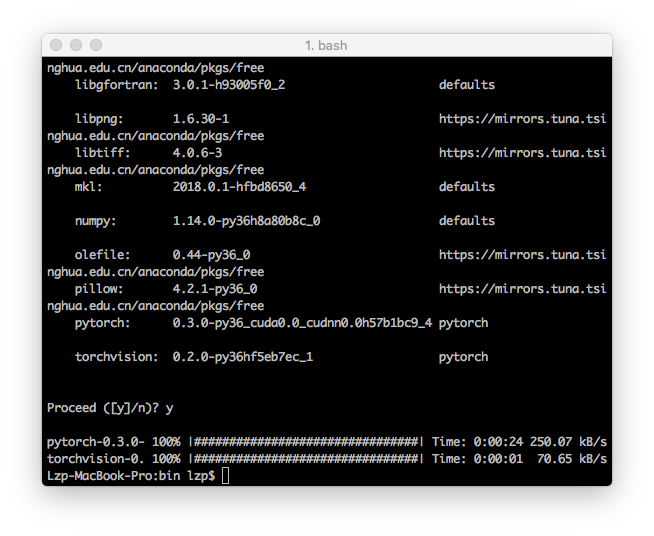 1. bash
nghua.edu.cn/anaconda/pkgs/free
libgfortran: 3.0.1-h93005f0_2 defaults
libpng: 1.6.30-1 https://mirrors.tuna.tsi
nghua.edu.cn/anaconda/pkgs/free
libtiff: 4.0.6-3 https://mirrors.tuna.tsi
nghua.edu.cn/anaconda/pkgs/free
mkl: 2018.0.1-hfbd8650_4 defaults
numpy: 1.14.0-py36h8a80b8c_0 defaults
olefile: 0.44-py36_0 https://mirrors.tuna.tsi
nghua.edu.cn/anaconda/pkgs/free
pillow: 4.2.1-py36_0 https://mirrors.tuna.tsi
nghua.edu.cn/anaconda/pkgs/free
pytorch: 0.3.0-py36_cuda0.0_cudnn0.0h57b1bc9_4 pytorch
torchvision: 0.2.0-py36hf5eb7ec_1 pytorch
Proceed ([y]/n)? y
pytorch-0.3.0- 100% |################################| Time: 0:00:24 250.07 kB/s
torchvision-0. 100% |################################| Time: 0:00:01 70.65 kB/s
Lzp-MacBook-Pro:bin lzp$